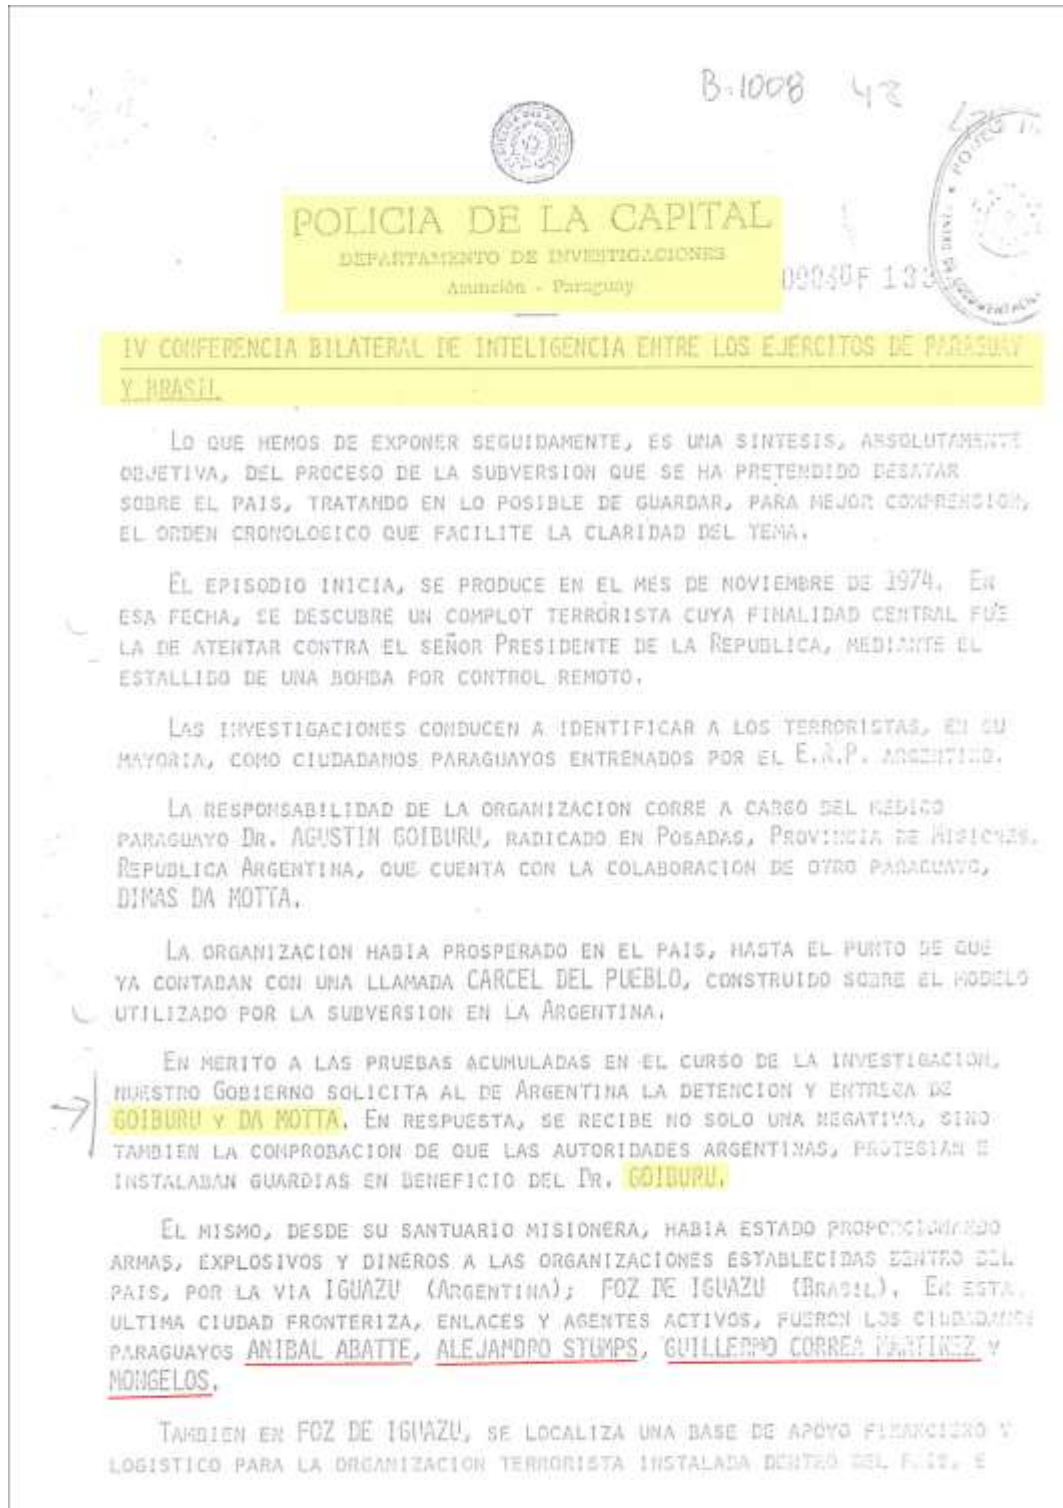 B-1008 43
POLICIA DE LA CAPITAL
DEPARTAMENTO DE INVESTIGACIONES
Asunción - Paraguay
IV CONFERENCIA BILATERAL DE INTELIGENCIA ENTRE LOS EJERCITOS DE PARAGUAY
Y BRASIL
LO QUE HEMOS DE EXPONER SEGUIDAMENTE, ES UNA SINTESIS, ABSOLUTAMENTE
OBJETIVA, DEL PROCESO DE LA SUBVERSION QUE SE HA PRETENDIDO DESATAR
SOBRE EL PAIS, TRATANDO EN LO POSIBLE DE GUARDAR, PARA MEJOR COMPRENSION,
EL ORDEN CRONOLOGICO QUE FACILITE LA CLARIDAD DEL TEMA.
EL EPISODIO INICIA, SE PRODUCE EN EL MES DE NOVIEMBRE DE 1974. EN
ESA FECHA, SE DESCUBRE UN COMPLOT TERRORISTA CUYA FINALIDAD CENTRAL FUE
LA DE ATENTAR CONTRA EL SEÑOR PRESIDENTE DE LA REPUBLICA, MEDIANTE EL
ESTALLIDO DE UNA BOMBA POR CONTROL REMOTO.
LAS INVESTIGACIONES CONDUCEN A IDENTIFICAR A LOS TERRORISTAS, EN SU
MAYORIA, COMO CIUDADANOS PARAGUAYOS ENTRENADOS POR EL E.R.P. ARGENTINO.
LA RESPONSABILIDAD DE LA ORGANIZACION CORRE A CARGO DEL MEDICO
PARAGUAYO DR. AGUSTIN GOIBURU, RADICADO EN POSADAS, PROVINCIA DE MISIONES,
REPUBLICA ARGENTINA, QUE CUENTA CON LA COLABORACION DE OTRO PARAGUAYO,
DIMAS DA MOTTA.
LA ORGANIZACION HABIA PROSPERADO EN EL PAIS, HASTA EL PUNTO DE QUE
YA CONTABAN CON UNA LLAMADA CARCEL DEL PUEBLO, CONSTRUIDO SOBRE EL MODELO
UTILIZADO POR LA SUBVERSION EN LA ARGENTINA.
EN MERITO A LAS PRUEBAS ACUMULADAS EN EL CURSO DE LA INVESTIGACION,
NUESTRO GOBIERNO SOLICITA AL DE ARGENTINA LA DETENCION Y ENTREGA DE
GOIBURU Y DA MOTTA. EN RESPUESTA, SE RECIBE NO SOLO UNA NEGATIVA, SINO
TAMBIEN LA COMPROBACION DE QUE LAS AUTORIDADES ARGENTINAS, PROTEGIAN E
INSTALABAN GUARDIAS EN BENEFICIO DEL DR. GOIBURU.
EL MISMO, DESDE SU SANTUARIO MISIONERA, HABIA ESTADO PROPORCIONANDO
ARMAS, EXPLOSIVOS Y DINEROS A LAS ORGANIZACIONES ESTABLECIDAS DENTRO DEL
PAIS, POR LA VIA IGUAZU (ARGENTINA); FOZ DE IGUAZU (BRASIL). EN ESTA
ULTIMA CIUDAD FRONTERIZA, ENLACES Y AGENTES ACTIVOS, FUERON LOS CIUDADANOS
PARAGUAYOS ANIBAL ABATTE, ALEJANDRO STUMPS, GUILLERMO CORREA MARTINEZ Y
MONGELOS.
TAMBIEN EN FOZ DE IGUAZU, SE LOCALIZA UNA BASE DE APOYO FINANCIERO Y
LOGISTICO PARA LA ORGANIZACION TERRORISTA INSTALADA DENTRO DEL PAIS, E